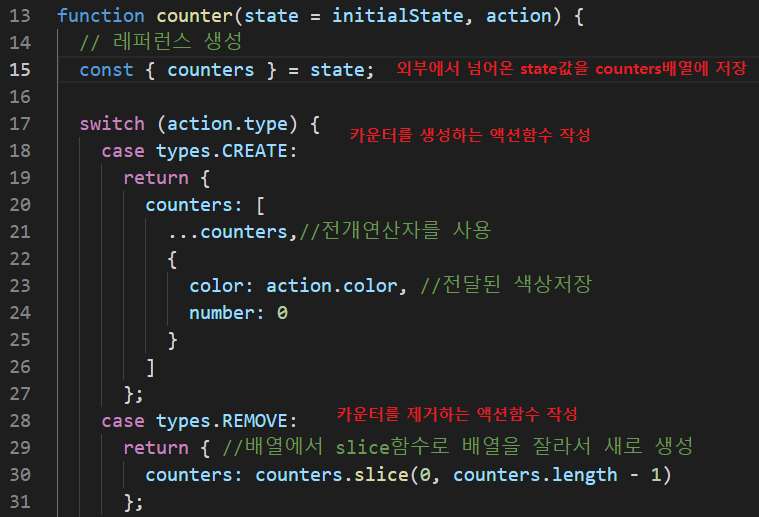 13 function counter(state = initialState, action) {
14 // 레퍼런스 생성
15 const { counters } = state; 외부에서 넘어온 state값을 counters배열에 저장
16
17 switch (action.type) {
카운터를 생성하는 액션함수 작성
18 case types.CREATE:
19 return {
20 counters: [
21 ...counters,//전개연산자를 사용
22 {
23 color: action.color, //전달된 색상저장
24 number: 0
25 }
26 ]
27 };
28 case types.REMOVE: 카운터를 제거하는 액션함수 작성
29 return { //배열에서 slice함수로 배열을 잘라서 새로 생성
30 counters: counters.slice(0, counters.length - 1)
31 };